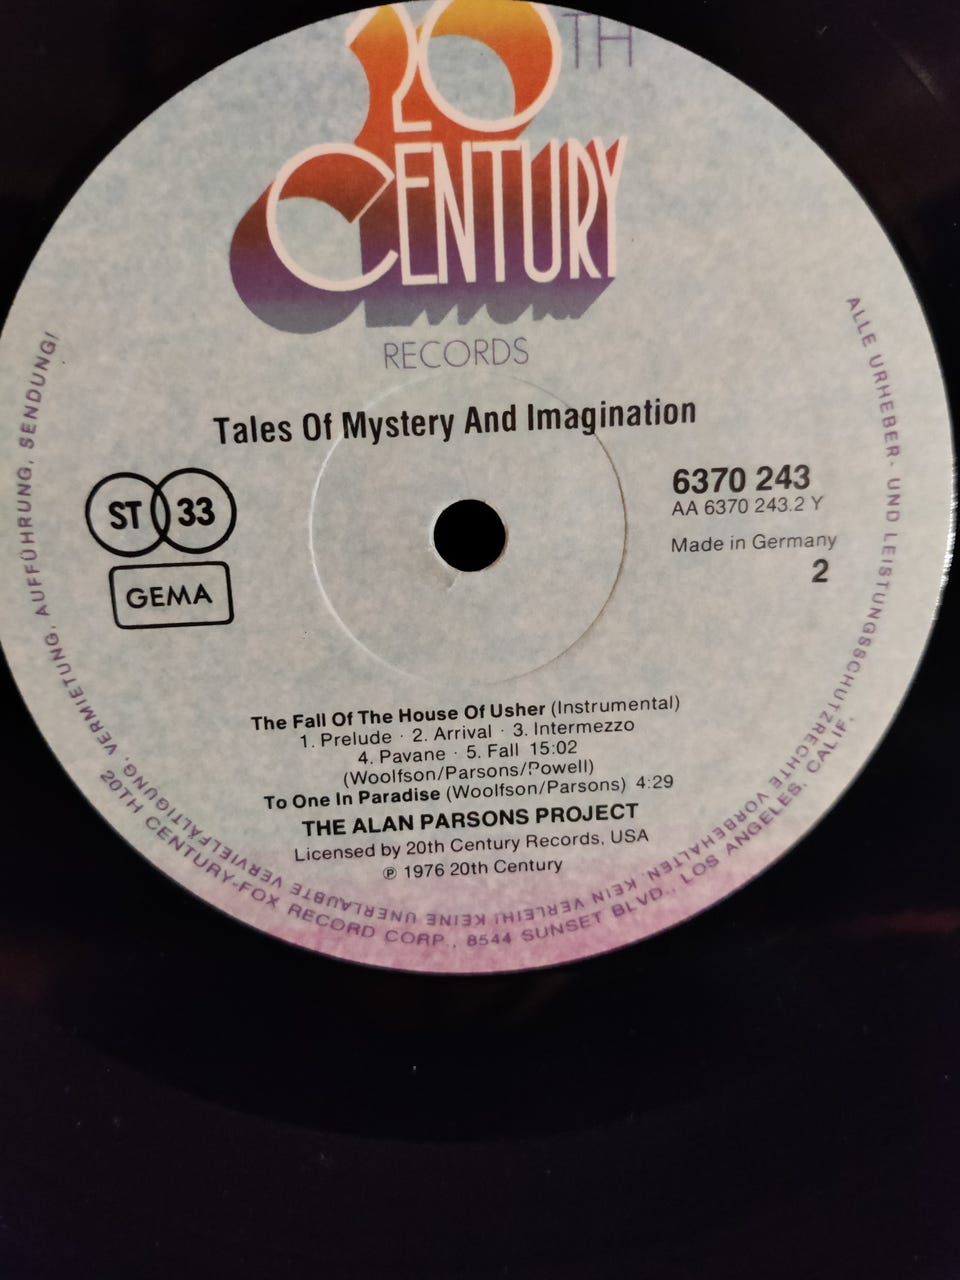 20TH
CENTURY
RECORDS
Tales Of Mystery And Imagination
ST 33
GEMA
6370 243
AA 6370 243.2 Y
Made in Germany
2
The Fall Of The House Of Usher (Instrumental)
1. Prelude · 2. Arrival · 3. Intermezzo
4. Pavane · 5. Fall 15:02
(Woolfson/Parsons/Powell)
To One In Paradise (Woolfson/Parsons) 4:29
THE ALAN PARSONS PROJECT
Licensed by 20th Century Records, USA
℗ 1976 20th Century
ALLE URHEBER- UND LEISTUNGSSCHUTZRECHTE VORBEHALTEN. KEIN VERLEIH! KEINE UNERLAUBTE VERVIELFÄLTIGUNG, VERMIETUNG, AUFFÜHRUNG, SENDUNG!
20TH CENTURY-FOX RECORD CORP., 8544 SUNSET BLVD., LOS ANGELES, CALIF.